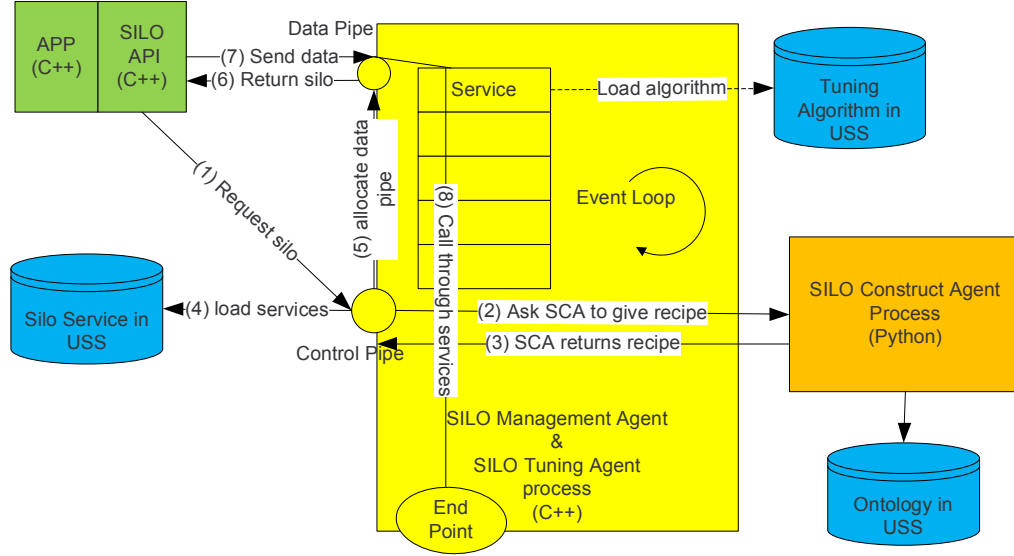 APP
(C++)
SILO
API
(C++)
Data Pipe
(7) Send data
(6) Return silo
Service
Load algorithm
Tuning
Algorithm in
USS
(1) Request silo
(5) allocate data
pipe
(8) Call through services
Event Loop
Silo Service in
USS
(4) load services
Control Pipe
(2) Ask SCA to give recipe
(3) SCA returns recipe
SILO Construct Agent
Process
(Python)
SILO Management Agent
&
SILO Tuning Agent
process
(C++)
End
Point
Ontology in
USS